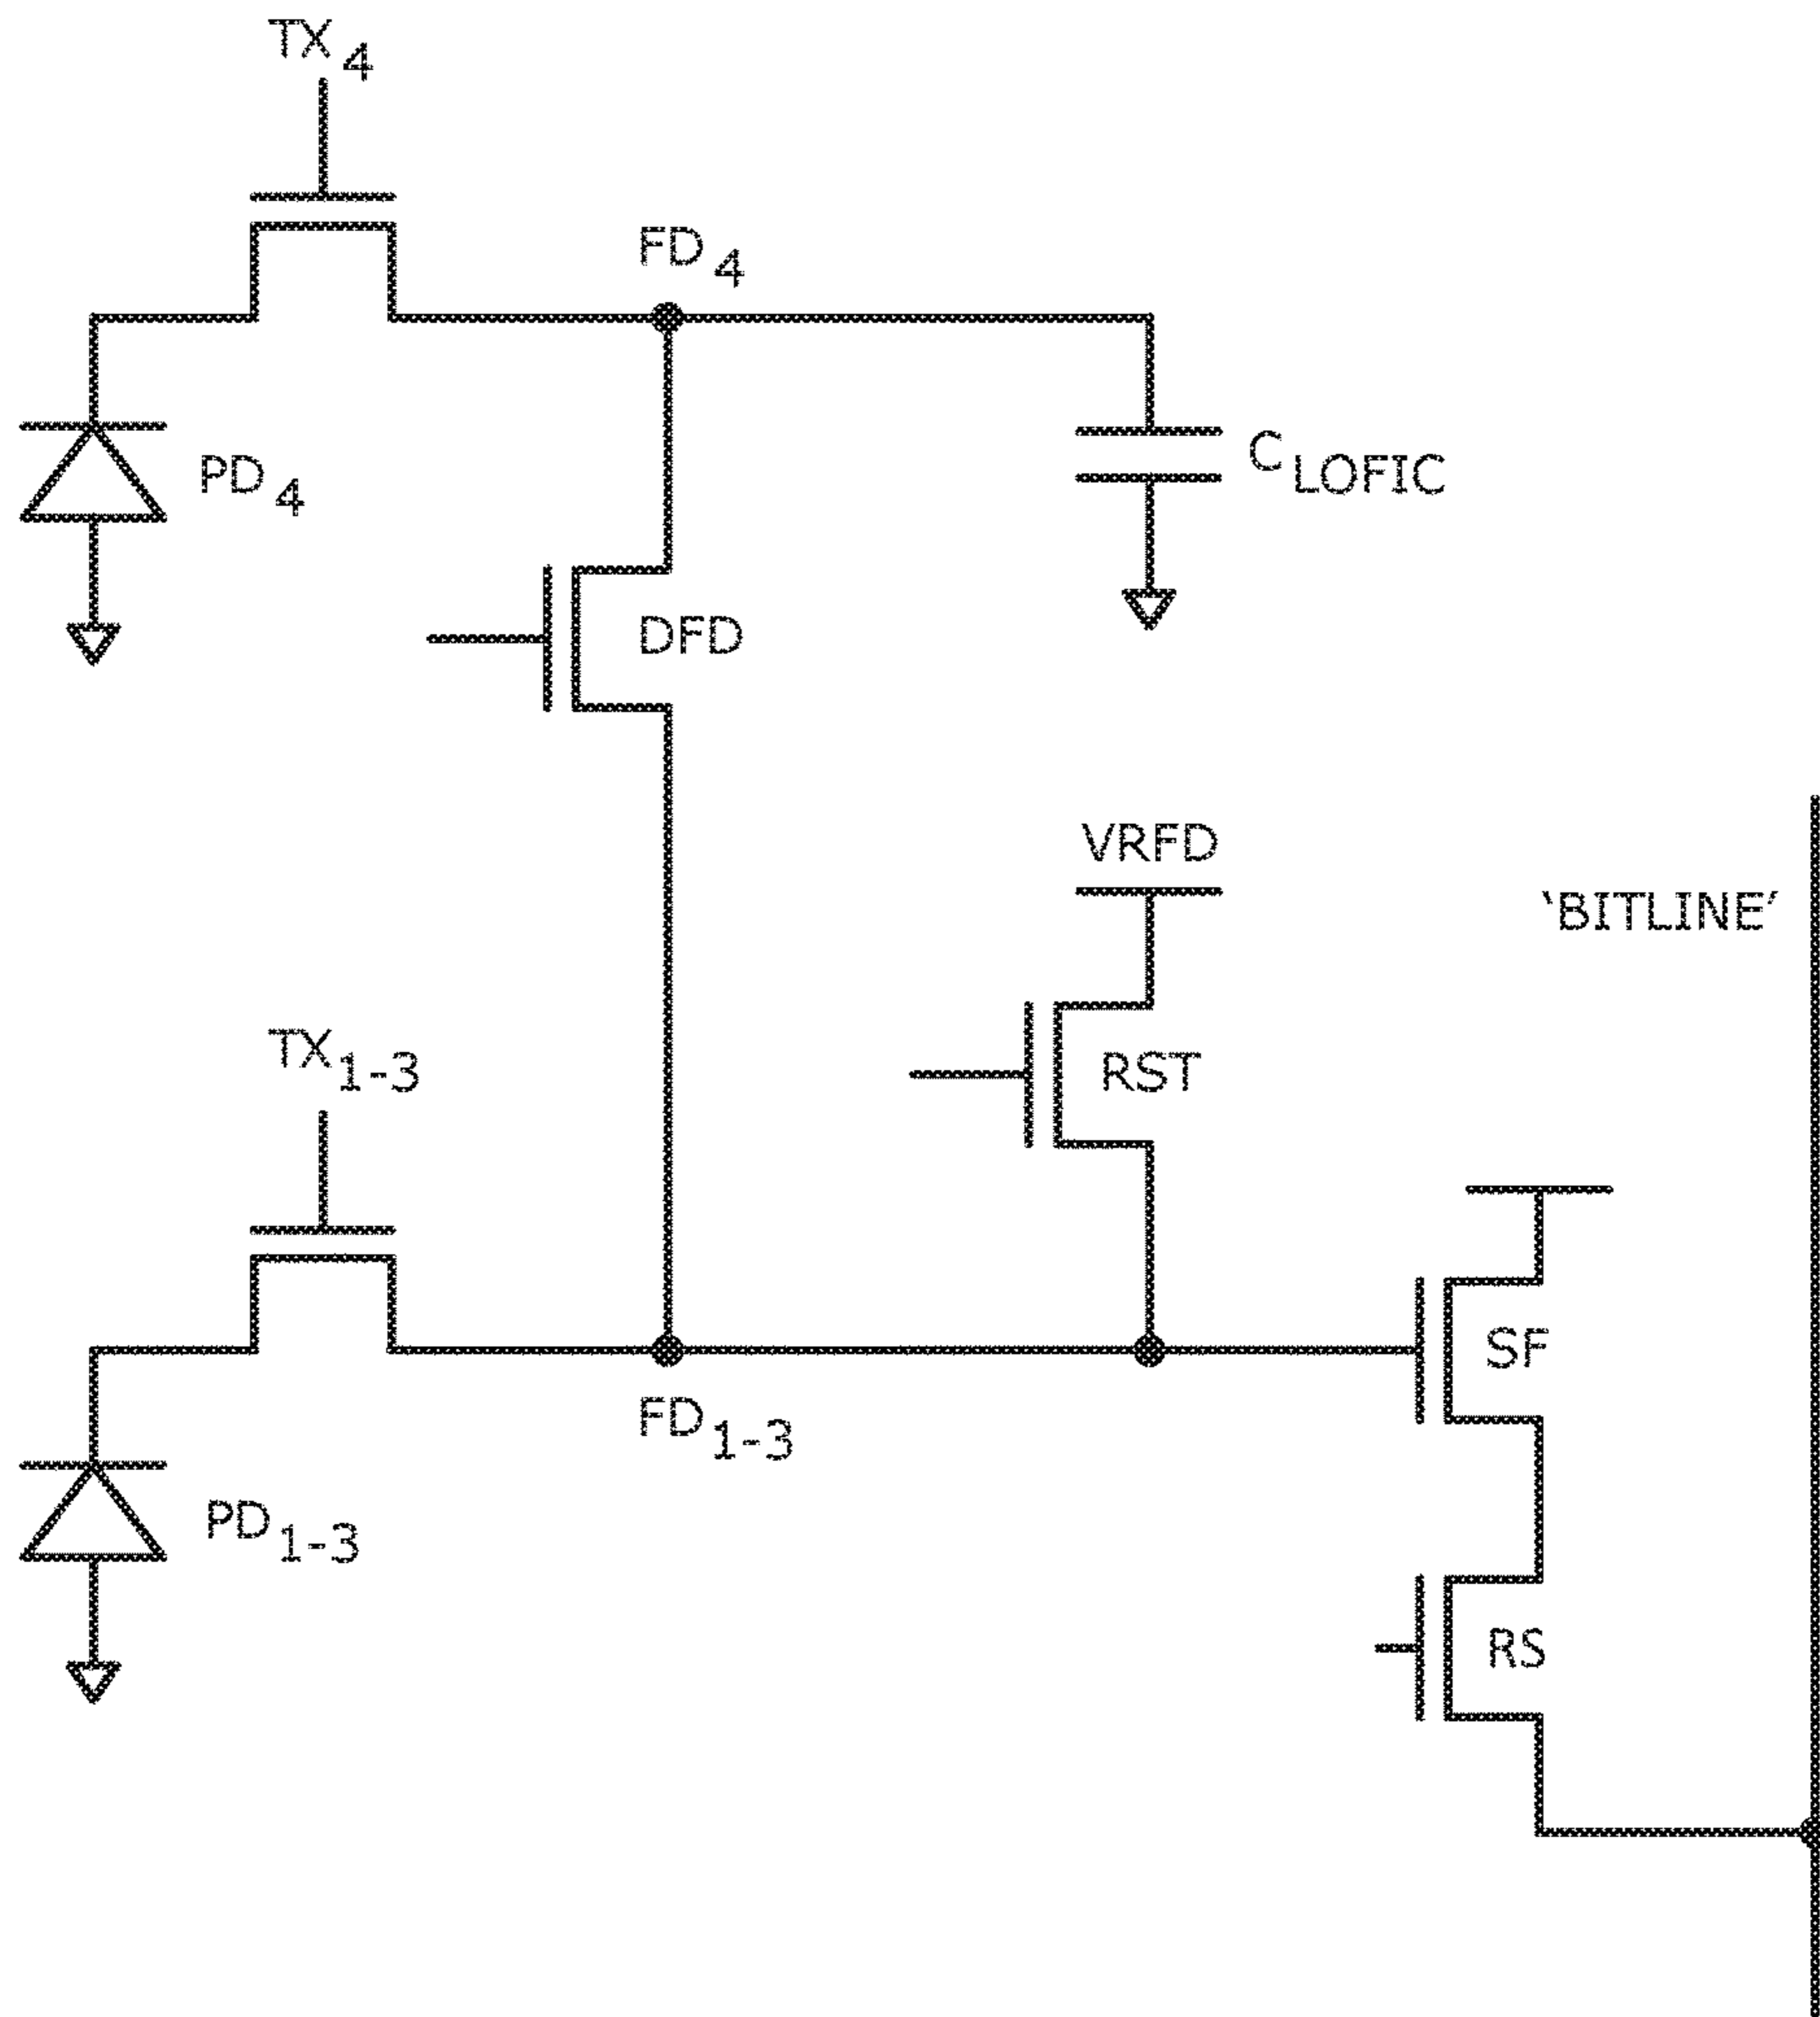 TX4
FD4
PD4
CLOFIC
DFD
VRFD
'BITLINE'
TX1-3
RST
SF
FD1-3
PD1-3
RS